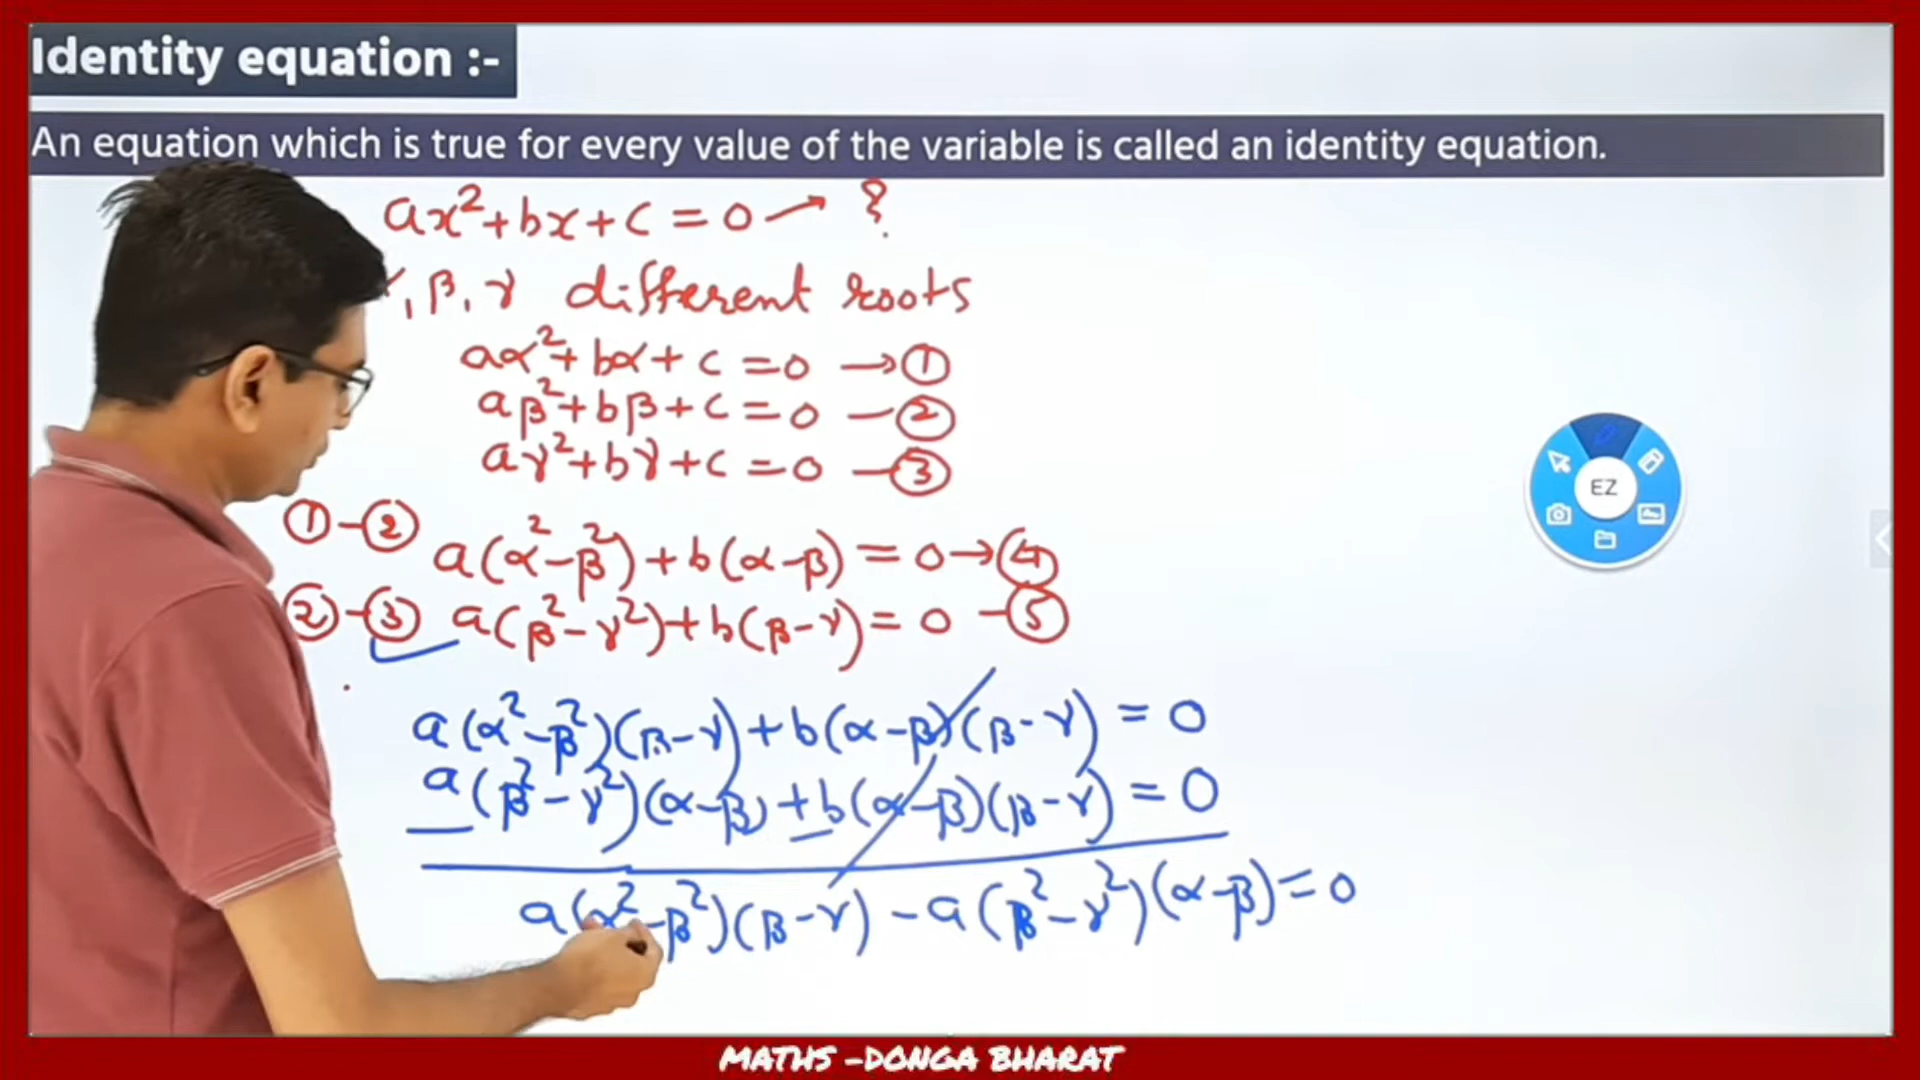 Identity equation :-
An equation which is true for every value of the variable is called an identity equation.
ax²+bx+c=0→?
, β, γ different roots
aα²+bα+c=0→①
aβ²+bβ+c=0-②
aγ²+bγ+c=0-③
①-② a(α²-β²)+b(α-β)=0→④
②-③ a(β²-γ²)+b(β-γ)=0-⑤
a(α²-β²)(β-γ)+b(α-β)(β-γ)=0
a(β²-γ²)(α-β)+b(α-β)(β-γ)=0
a(α²-β²)(β-γ)-a(β²-γ²)(α-β)=0
EZ
MATHS -DONGA BHARAT